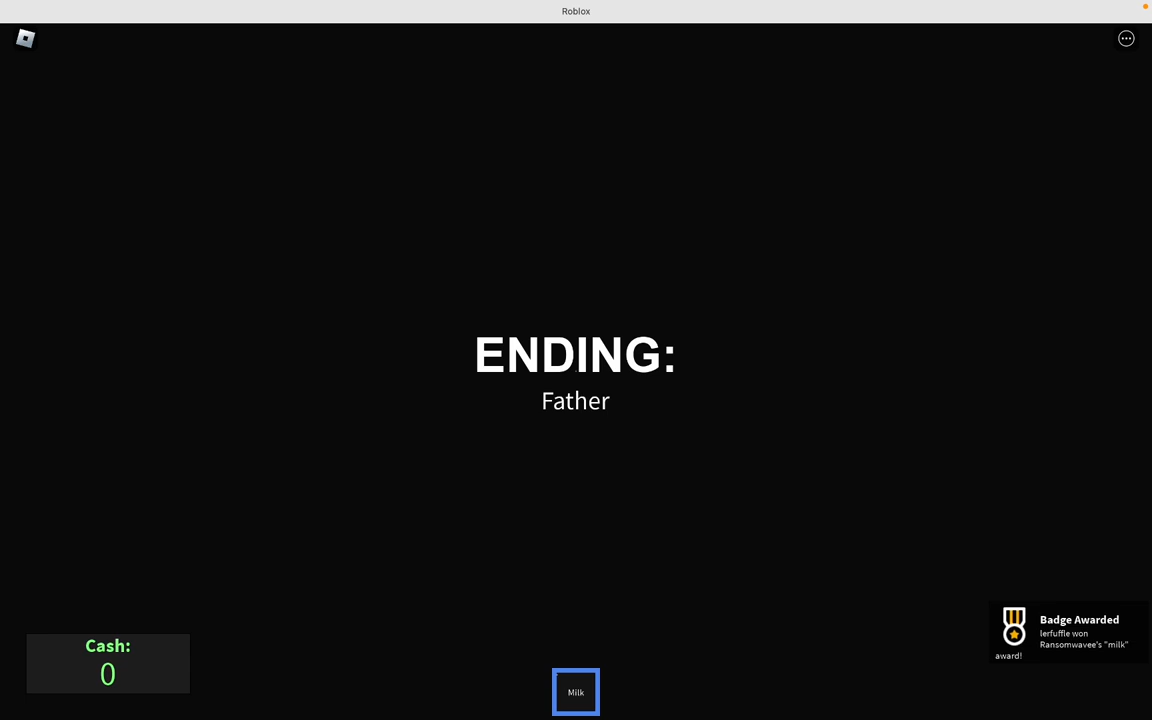 Roblox
ENDING:
Father
Cash:
0
Milk
Badge Awarded
lerfuffle won
Ransomwavee's "milk"
award!